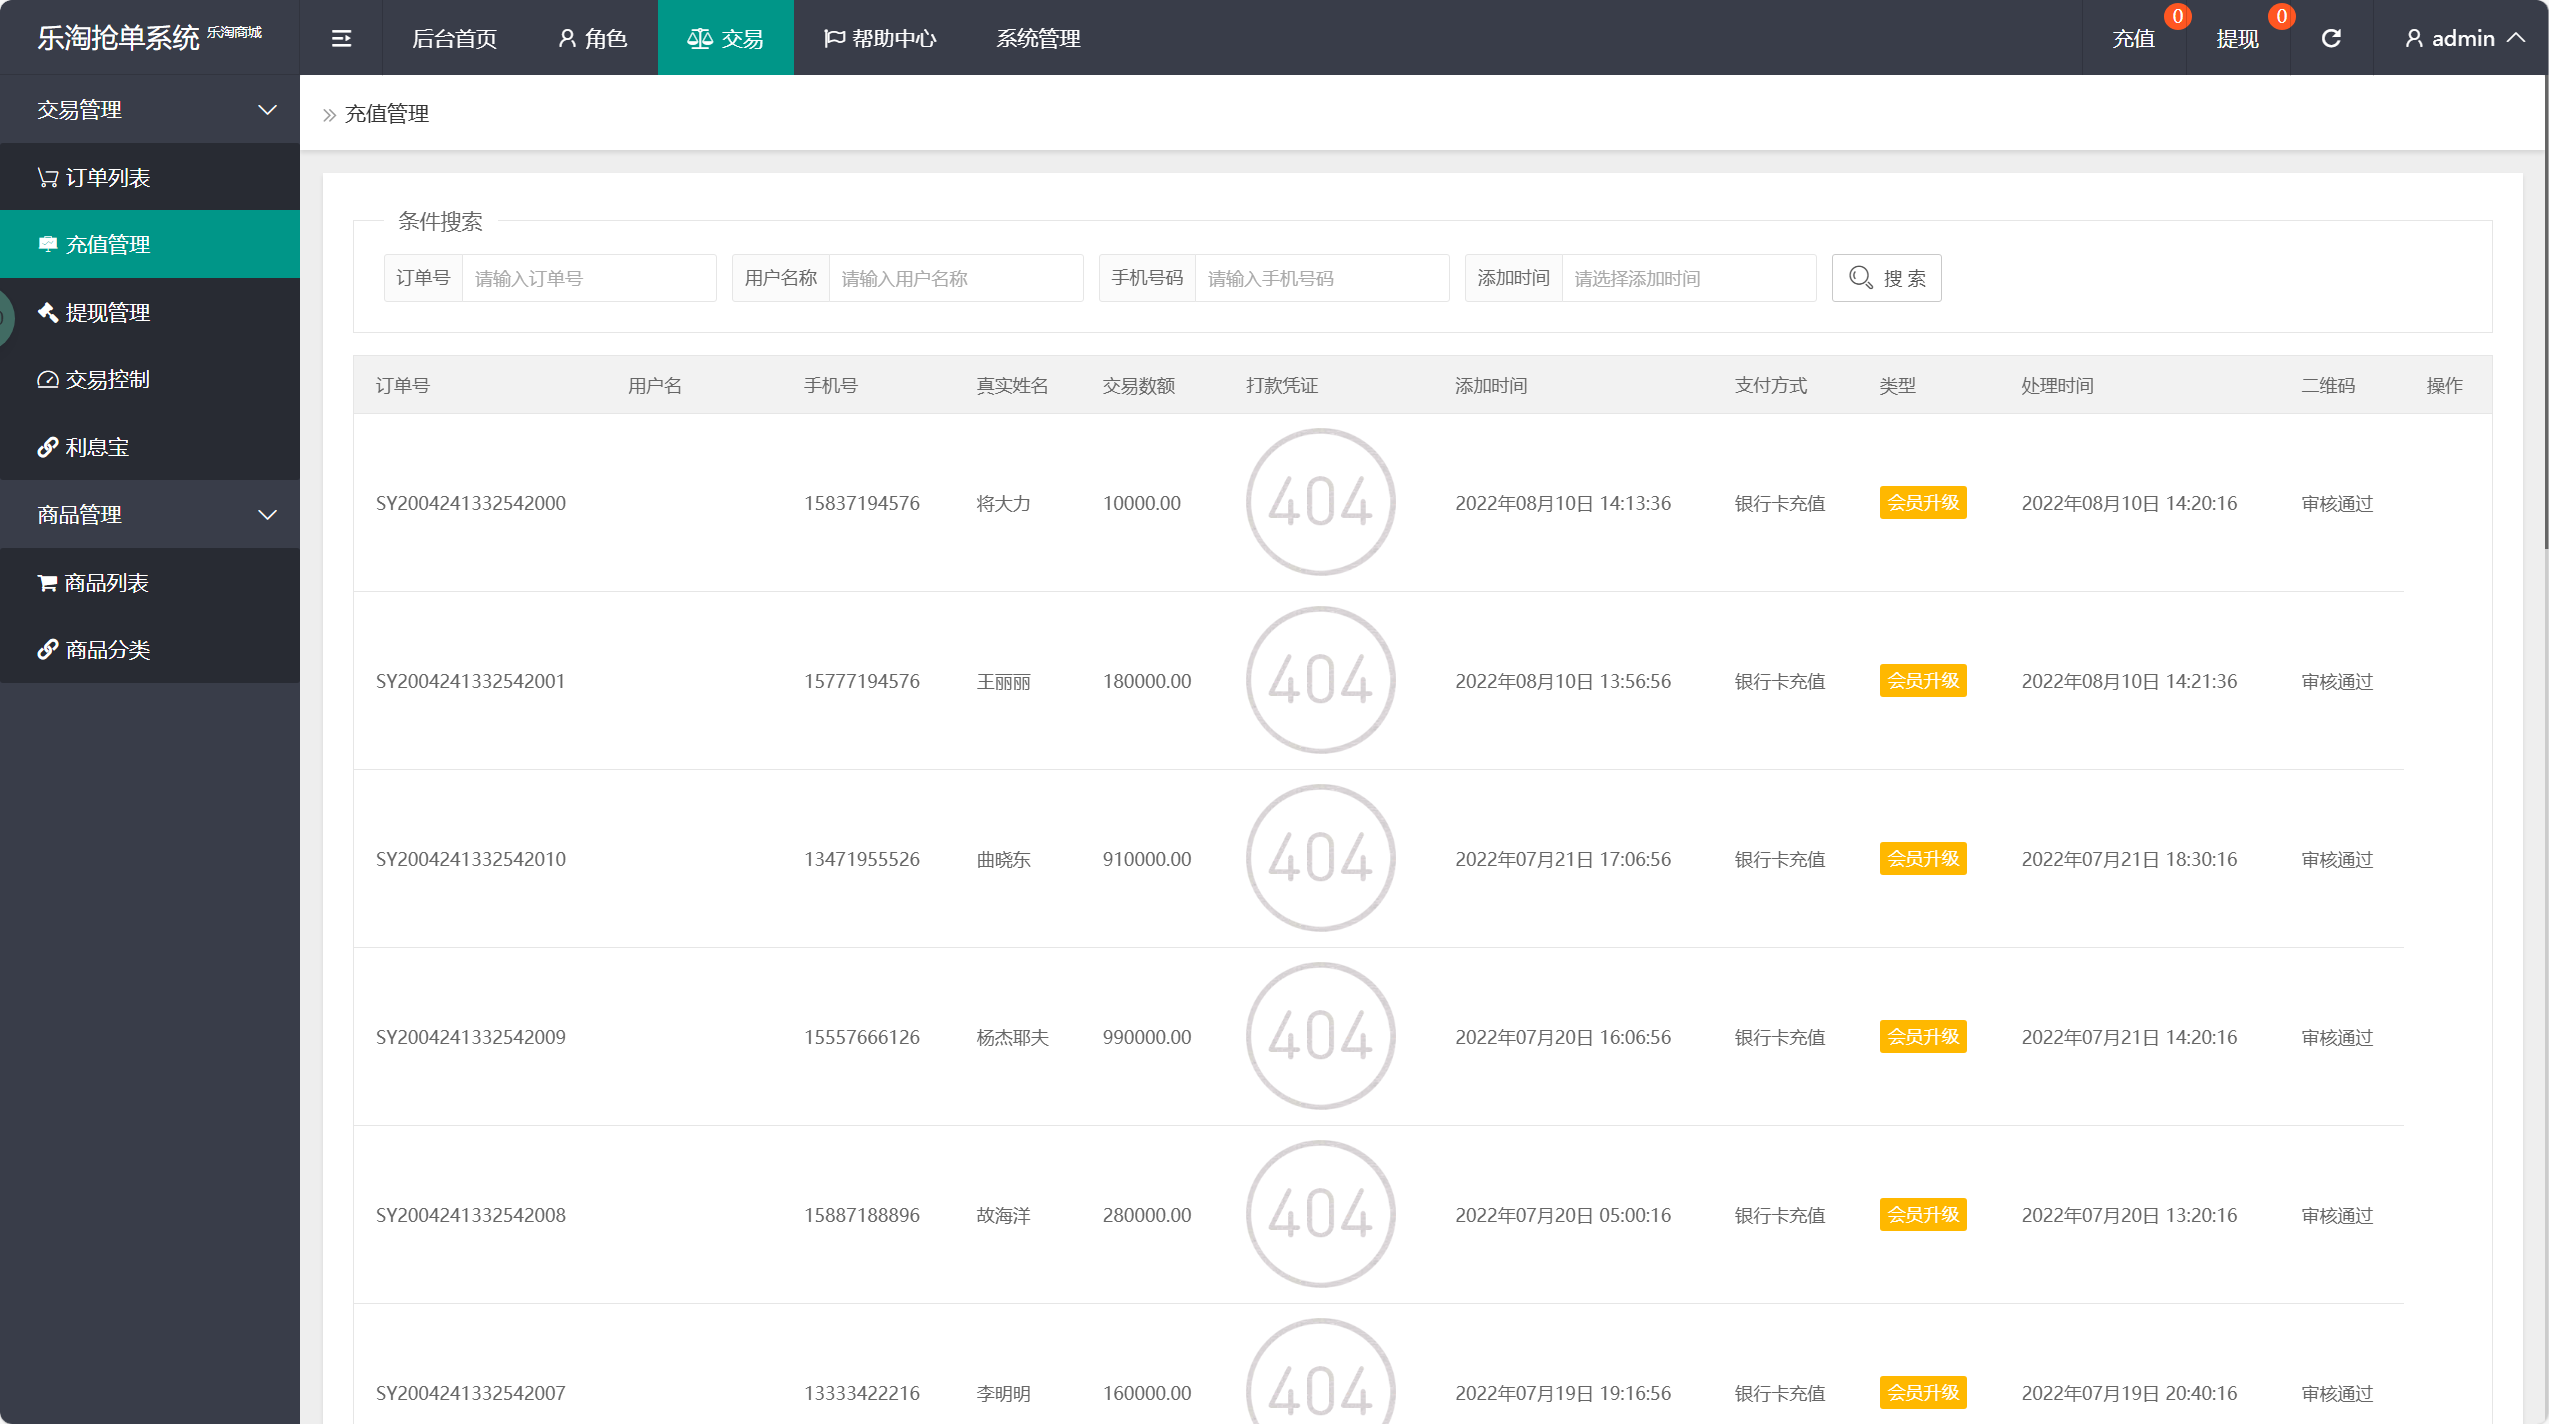 乐淘抢单系统 乐淘商城 后台首页 角色 交易 帮助中心 系统管理 充值 0 提现 0 admin
交易管理
订单列表
充值管理
提现管理
交易控制
利息宝
商品管理
商品列表
商品分类
充值管理
条件搜索
订单号 请输入订单号 用户名称 请输入用户名称 手机号码 请输入手机号码 添加时间 请选择添加时间 搜 索
订单号 用户名 手机号 真实姓名 交易数额 打款凭证 添加时间 支付方式 类型 处理时间 二维码 操作
SY2004241332542000 15837194576 将大力 10000.00 404 2022年08月10日 14:13:36 银行卡充值 会员升级 2022年08月10日 14:20:16 审核通过
SY2004241332542001 15777194576 王丽丽 180000.00 404 2022年08月10日 13:56:56 银行卡充值 会员升级 2022年08月10日 14:21:36 审核通过
SY2004241332542010 13471955526 曲晓东 910000.00 404 2022年07月21日 17:06:56 银行卡充值 会员升级 2022年07月21日 18:30:16 审核通过
SY2004241332542009 15557666126 杨杰耶夫 990000.00 404 2022年07月20日 16:06:56 银行卡充值 会员升级 2022年07月21日 14:20:16 审核通过
SY2004241332542008 15887188896 故海洋 280000.00 404 2022年07月20日 05:00:16 银行卡充值 会员升级 2022年07月20日 13:20:16 审核通过
SY2004241332542007 13333422216 李明明 160000.00 404 2022年07月19日 19:16:56 银行卡充值 会员升级 2022年07月19日 20:40:16 审核通过